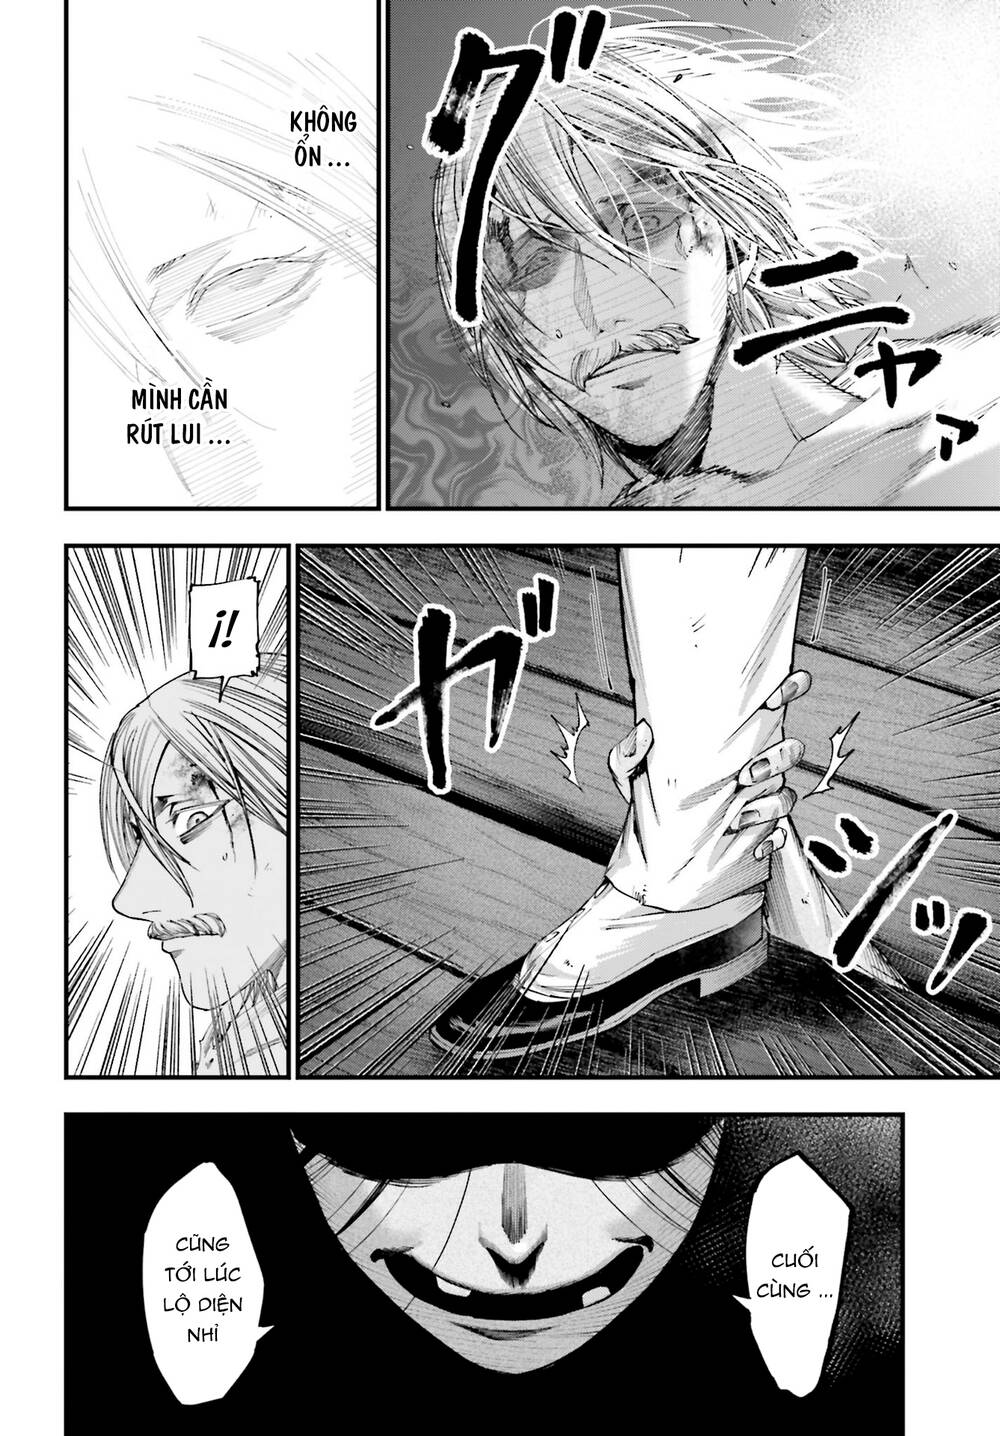 グニャァ
KHÔNG
ỔN ...
MÌNH CẦN
RÚT LUI ...
ガシッ
¡!
CUỐI
CÙNG ...
CŨNG
TỚI LÚC
LỘ DIỆN
NHỈ